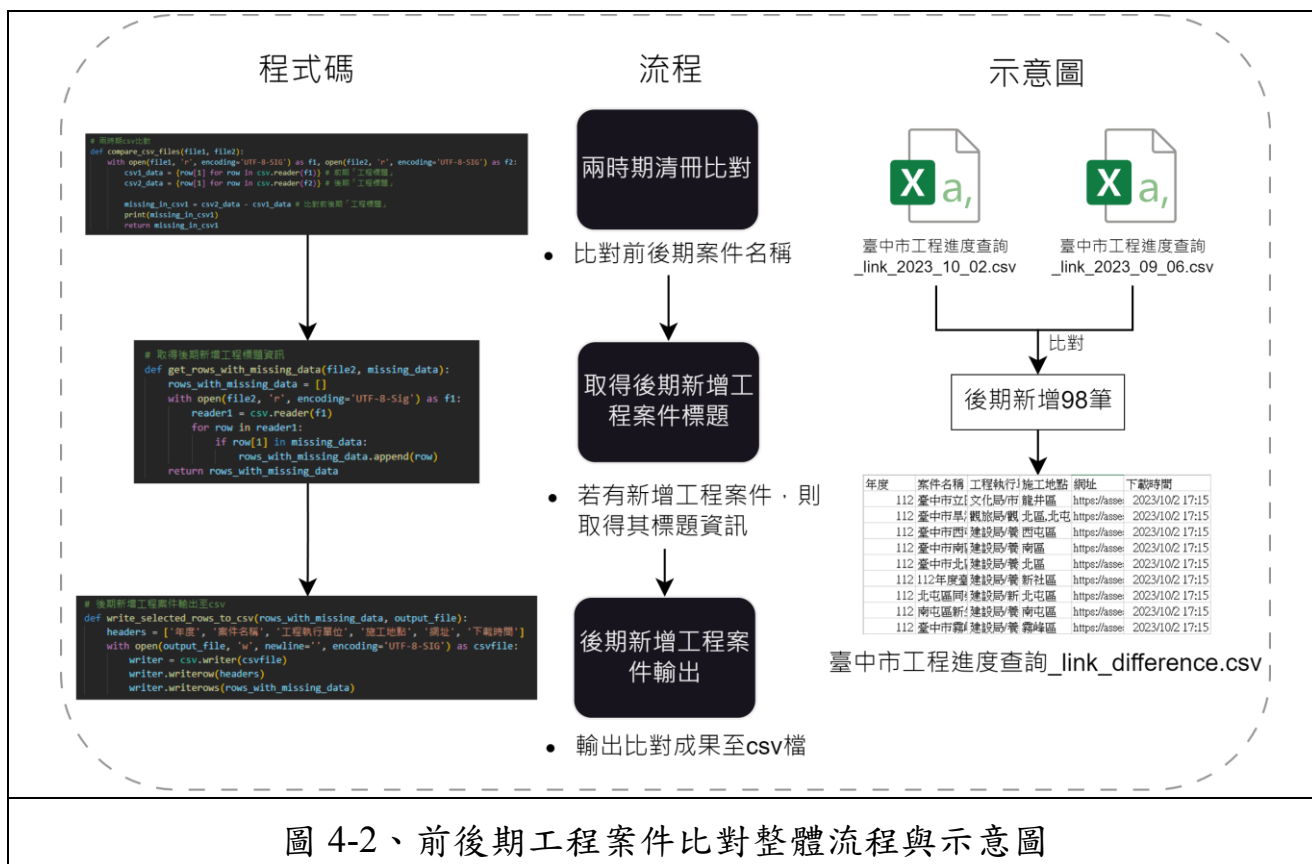 程式碼
流程
示意圖
# 兩時期csv比對
def compare_csv_files(file1, file2):
with open(file1, 'r', encoding='UTF-8-SIG') as f1, open(file2, 'r', encoding='UTF-8-SIG') as f2:
csv1_data = {row[1] for row in csv.reader(f1)} # 前期「工程標題」
csv2_data = {row[1] for row in csv.reader(f2)} # 後期「工程標題」
missing_in_csv1 = csv2_data - csv1_data # 比對前後期「工程標題」
print(missing_in_csv1)
return missing_in_csv1
兩時期清冊比對
• 比對前後期案件名稱
X a,
X a,
臺中市工程進度查詢
_link_2023_10_02.csv
臺中市工程進度查詢
_link_2023_09_06.csv
比對
後期新增98筆
# 取得後期新增工程標題資訊
def get_rows_with_missing_data(file2, missing_data):
rows_with_missing_data = []
with open(file2, 'r', encoding='UTF-8-Sig') as f1:
reader1 = csv.reader(f1)
for row in reader1:
if row[1] in missing_data:
rows_with_missing_data.append(row)
return rows_with_missing_data
取得後期新增工
程案件標題
• 若有新增工程案件，則
取得其標題資訊
年度 案件名稱 工程執行 施工地點 網址 下載時間
112 臺中市立 文化局/市 龍井區 https://asse 2023/10/2 17:15
112 臺中市旱 觀旅局/觀 北區,北屯 https://asse 2023/10/2 17:15
112 臺中市西 建設局/養 西屯區 https://asse 2023/10/2 17:15
112 臺中市南 建設局/養 南區 https://asse 2023/10/2 17:15
112 臺中市北 建設局/養 北區 https://asse 2023/10/2 17:15
112 112年度臺 建設局/養 新社區 https://asse 2023/10/2 17:15
112 北屯區同 建設局/新 北屯區 https://asse 2023/10/2 17:15
112 南屯區新 建設局/養 南屯區 https://asse 2023/10/2 17:15
112 臺中市霧 建設局/養 霧峰區 https://asse 2023/10/2 17:15
臺中市工程進度查詢_link_difference.csv
# 後期新增工程案件輸出至csv
def write_selected_rows_to_csv(rows_with_missing_data, output_file):
headers = ['年度', '案件名稱', '工程執行單位', '施工地點', '網址', '下載時間']
with open(output_file, 'w', newline='', encoding='UTF-8-SIG') as csvfile:
writer = csv.writer(csvfile)
writer.writerow(headers)
writer.writerows(rows_with_missing_data)
後期新增工程案
件輸出
• 輸出比對成果至csv檔
圖 4-2、前後期工程案件比對整體流程與示意圖